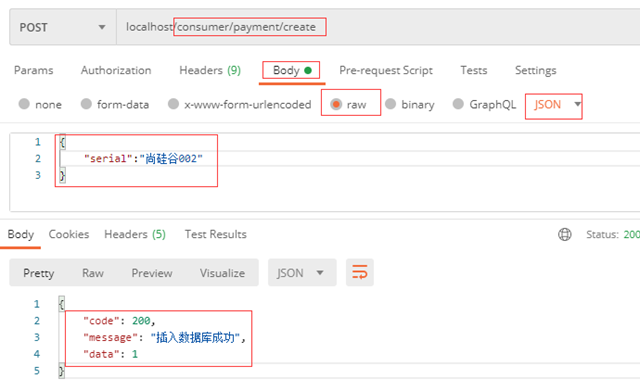 POST localhost/consumer/payment/create
Params Authorization Headers (9) Body Pre-request Script Tests Settings
none form-data x-www-form-urlencoded raw binary GraphQL JSON
1 {
2 "serial":"尚硅谷002"
3 }
Body Cookies Headers (5) Test Results Status: 200
Pretty Raw Preview Visualize JSON
1 {
2 "code": 200,
3 "message": "插入数据库成功",
4 "data": 1
5 }